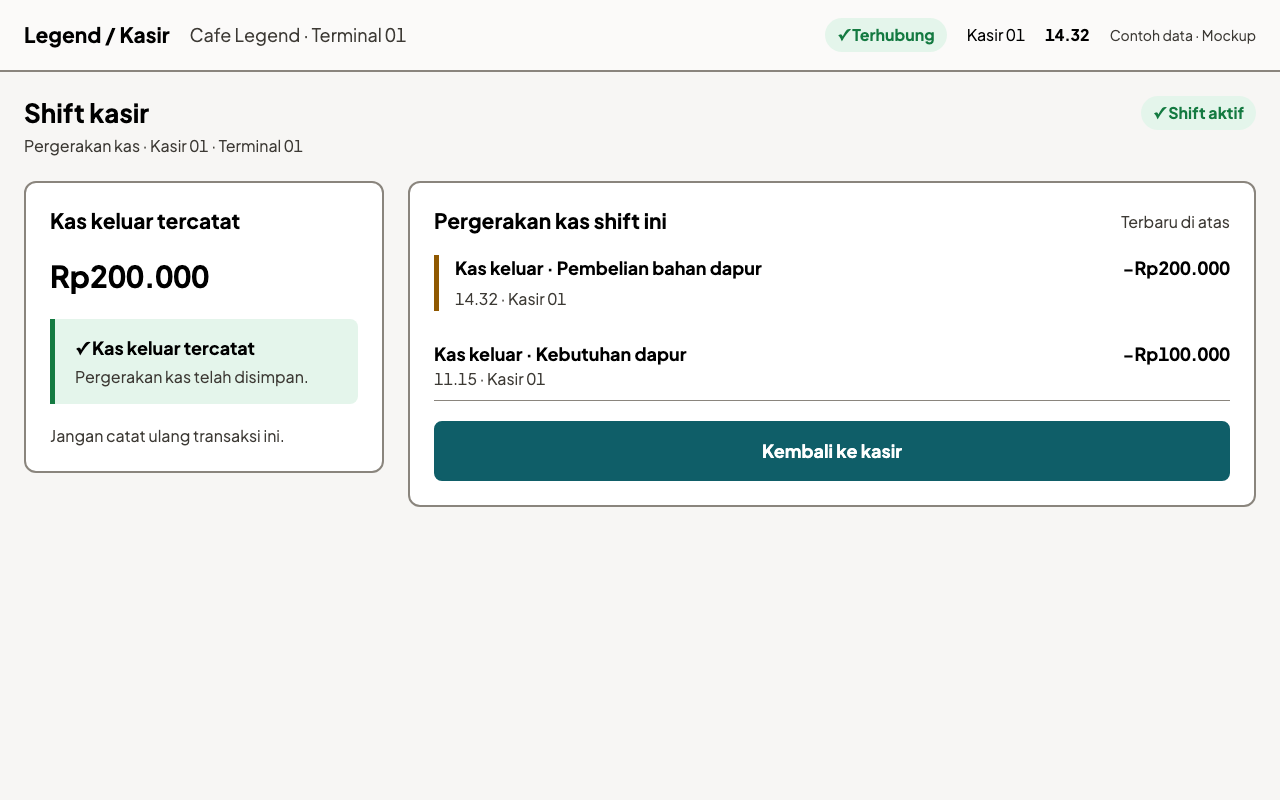 Legend / Kasir Cafe Legend · Terminal 01 ✓Terhubung Kasir 01 14.32 Contoh data · Mockup
Shift kasir ✓Shift aktif
Pergerakan kas · Kasir 01 · Terminal 01
Kas keluar tercatat
Rp200.000
✓Kas keluar tercatat
Pergerakan kas telah disimpan.
Jangan catat ulang transaksi ini.
Pergerakan kas shift ini Terbaru di atas
Kas keluar · Pembelian bahan dapur −Rp200.000
14.32 · Kasir 01
Kas keluar · Kebutuhan dapur −Rp100.000
11.15 · Kasir 01
Kembali ke kasir